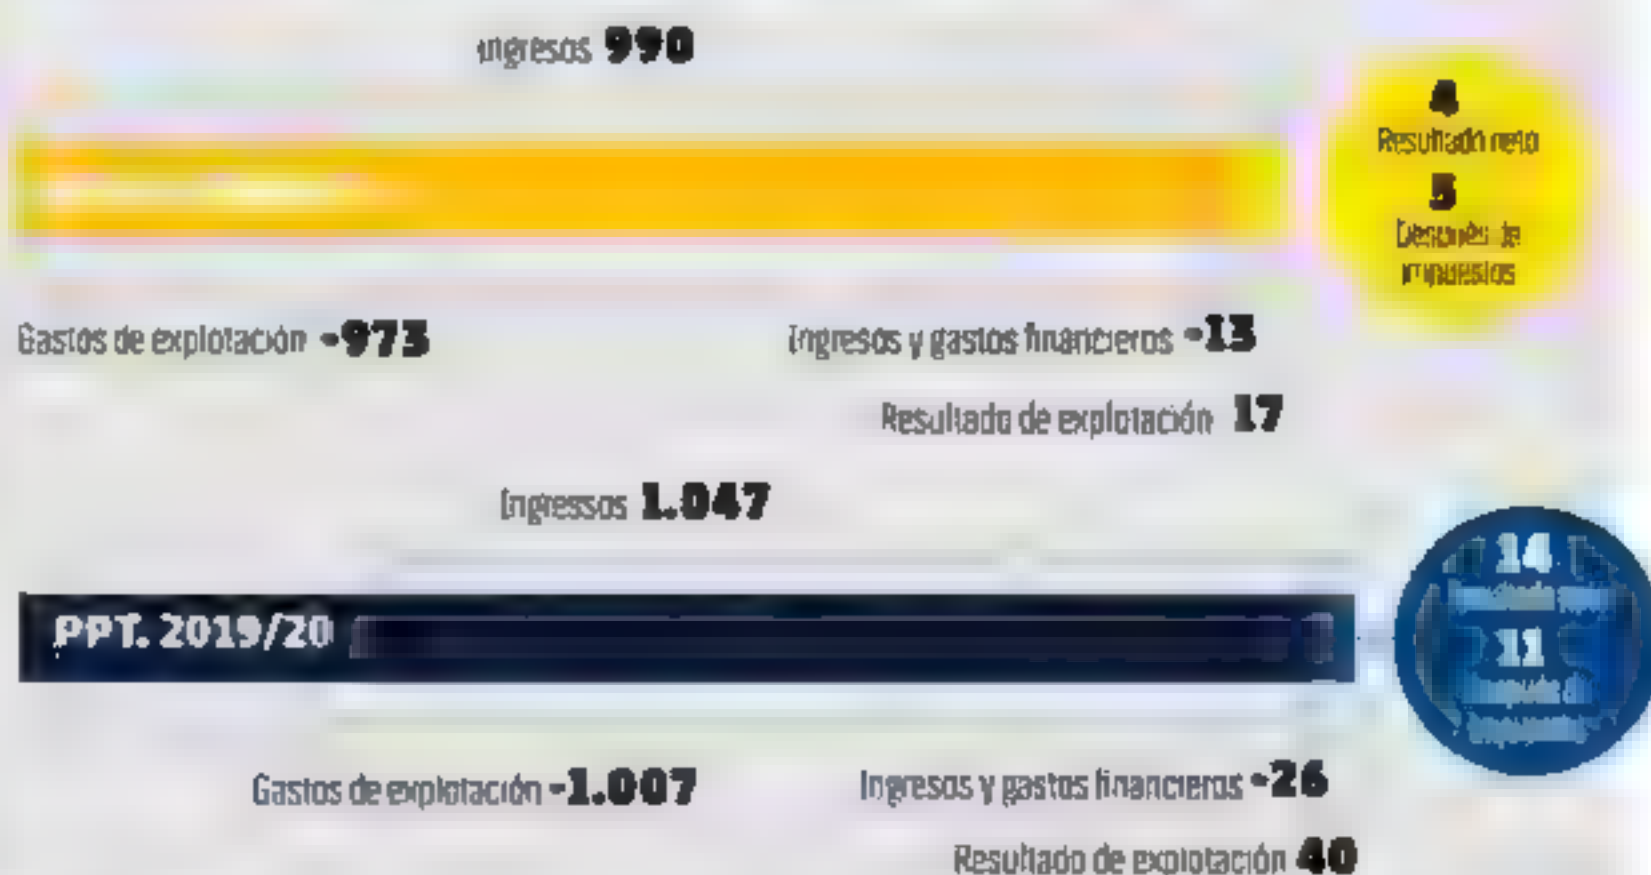 Ingresos 990
4
Resultado neto
5
Después de
impuestos
Gastos de explotación -973
Ingresos y gastos financieros -13
Resultado de explotación 17
Ingressos 1.047
PPT. 2019/20
14
11
Gastos de explotación -1.007
Ingresos y gastos financieros -26
Resultado de explotación 40